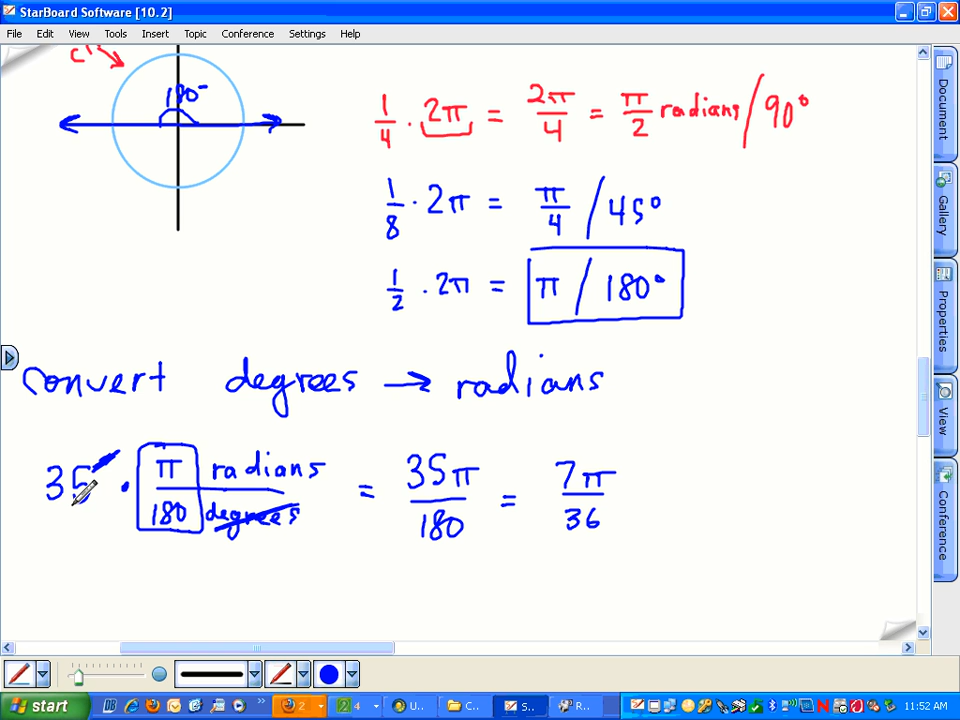 StarBoard Software [10.2]
File Edit View Tools Insert Topic Conference Settings Help
180°
1/4 · 2π = 2π/4 = π/2 radians / 90°
1/8 · 2π = π/4 / 45°
1/2 · 2π = π / 180°
convert degrees → radians
35° · π radians / 180 degrees = 35π/180 = 7π/36
Document
Gallery
Properties
View
Conference
start
2
4
U...
C...
S...
R...
11:52 AM